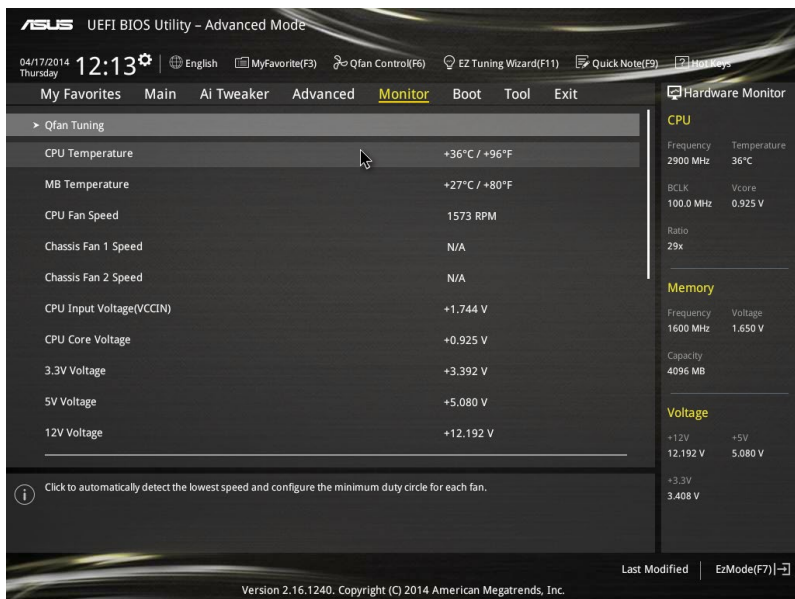 ASUS UEFI BIOS Utility – Advanced Mode
04/17/2014
Thursday
12:13
English
MyFavorite(F3)
Qfan Control(F6)
EZ Tuning Wizard(F11)
Quick Note(F9)
Hot Keys
My Favorites Main Ai Tweaker Advanced Monitor Boot Tool Exit
Qfan Tuning
CPU Temperature +36°C / +96°F
MB Temperature +27°C / +80°F
CPU Fan Speed 1573 RPM
Chassis Fan 1 Speed N/A
Chassis Fan 2 Speed N/A
CPU Input Voltage(VCCIN) +1.744 V
CPU Core Voltage +0.925 V
3.3V Voltage +3.392 V
5V Voltage +5.080 V
12V Voltage +12.192 V
Click to automatically detect the lowest speed and configure the minimum duty circle for each fan.
Hardware Monitor
CPU
Frequency Temperature
2900 MHz 36°C
BCLK Vcore
100.0 MHz 0.925 V
Ratio
29x
Memory
Frequency Voltage
1600 MHz 1.650 V
Capacity
4096 MB
Voltage
+12V +5V
12.192 V 5.080 V
+3.3V
3.408 V
Last Modified
EzMode(F7)
Version 2.16.1240. Copyright (C) 2014 American Megatrends, Inc.